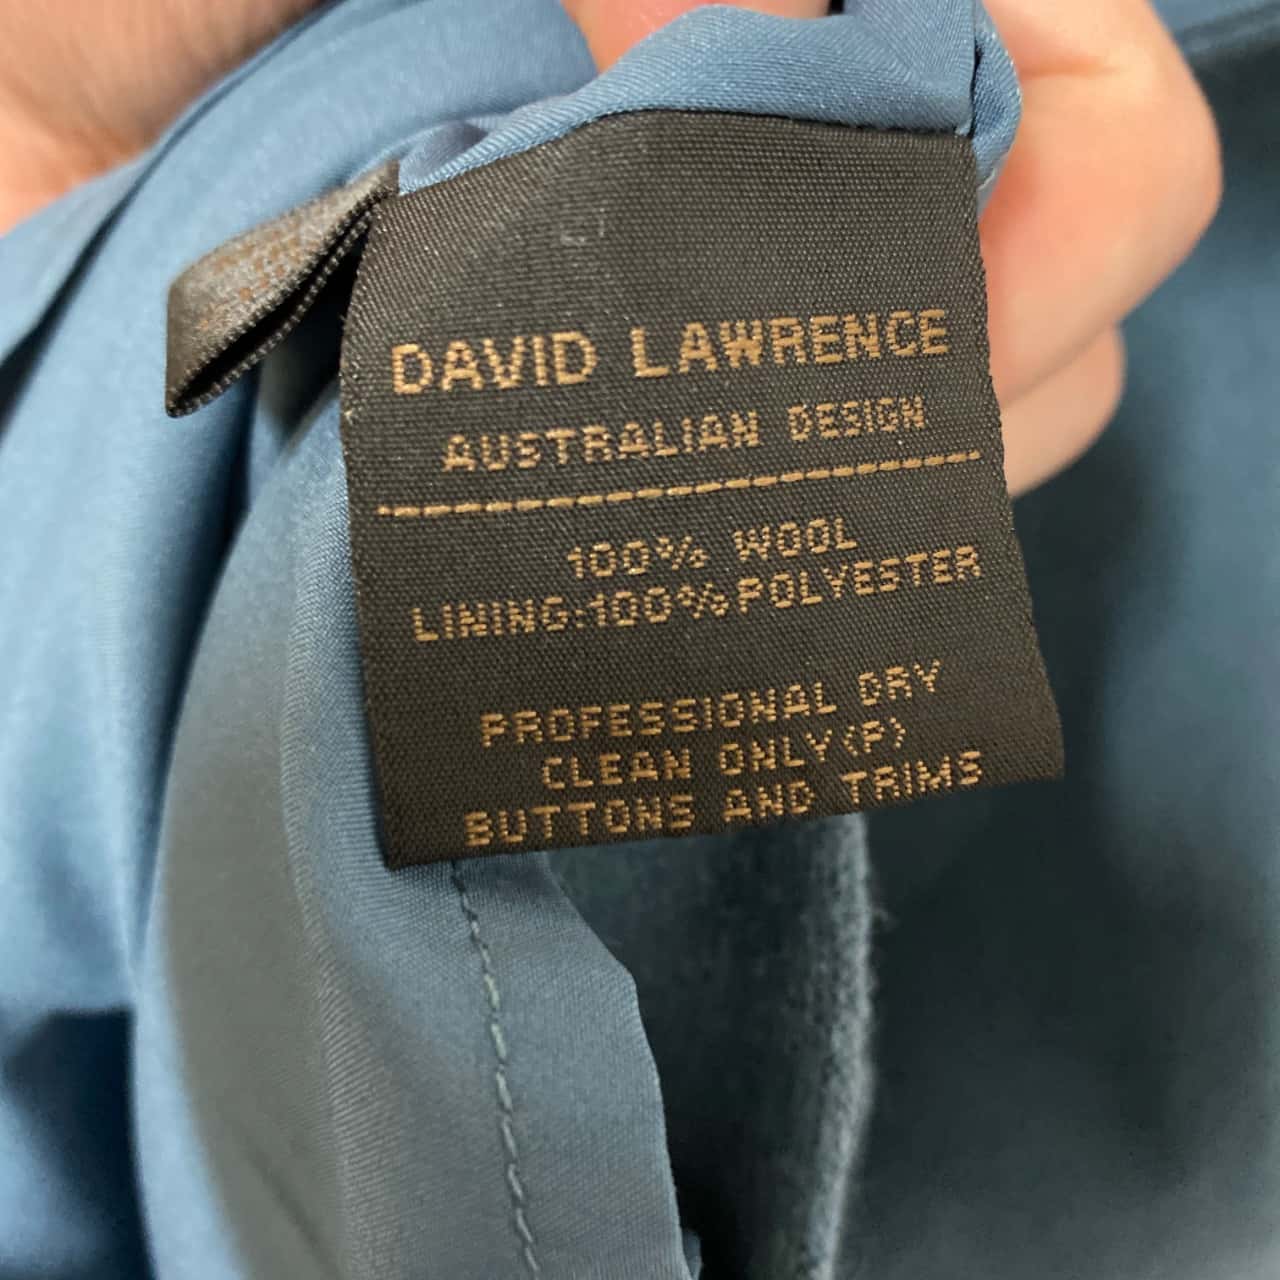 DAVID LAWRENCE
AUSTRALIAN DESIGN
100% WOOL
LINING:100%POLYESTER
PROFESSIONAL DRY
CLEAN ONLY(P)
BUTTONS AND TRIMS